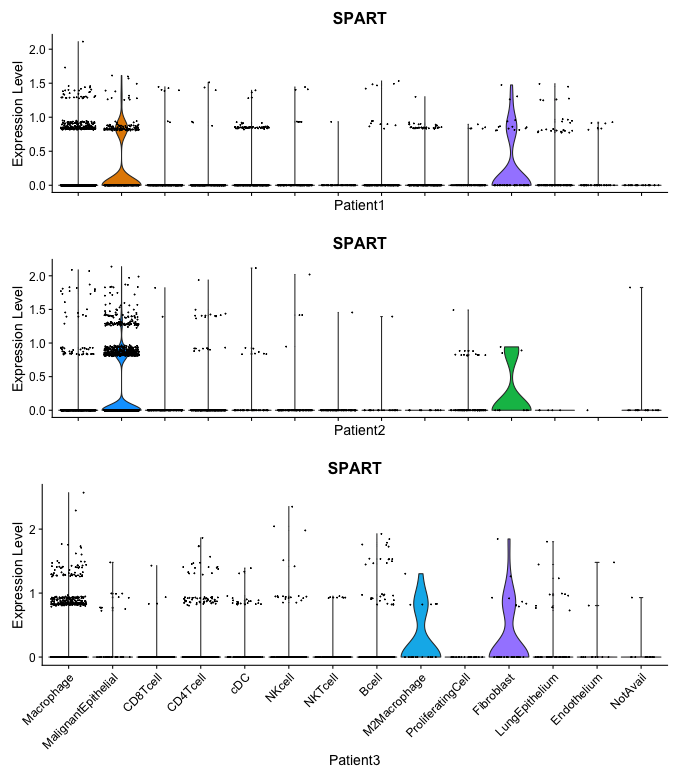 SPART
Expression Level
2.0
1.5
1.0
0.5
0.0
Patient1
SPART
Expression Level
2.0
1.5
1.0
0.5
0.0
Patient2
SPART
Expression Level
2
1
0
Macrophage
MalignantEpithelial
CD8Tcell
CD4Tcell
cDC
NKcell
NKTcell
Bcell
M2Macrophage
ProliferatingCell
Fibroblast
LungEpithelium
Endothelium
NotAvail
Patient3